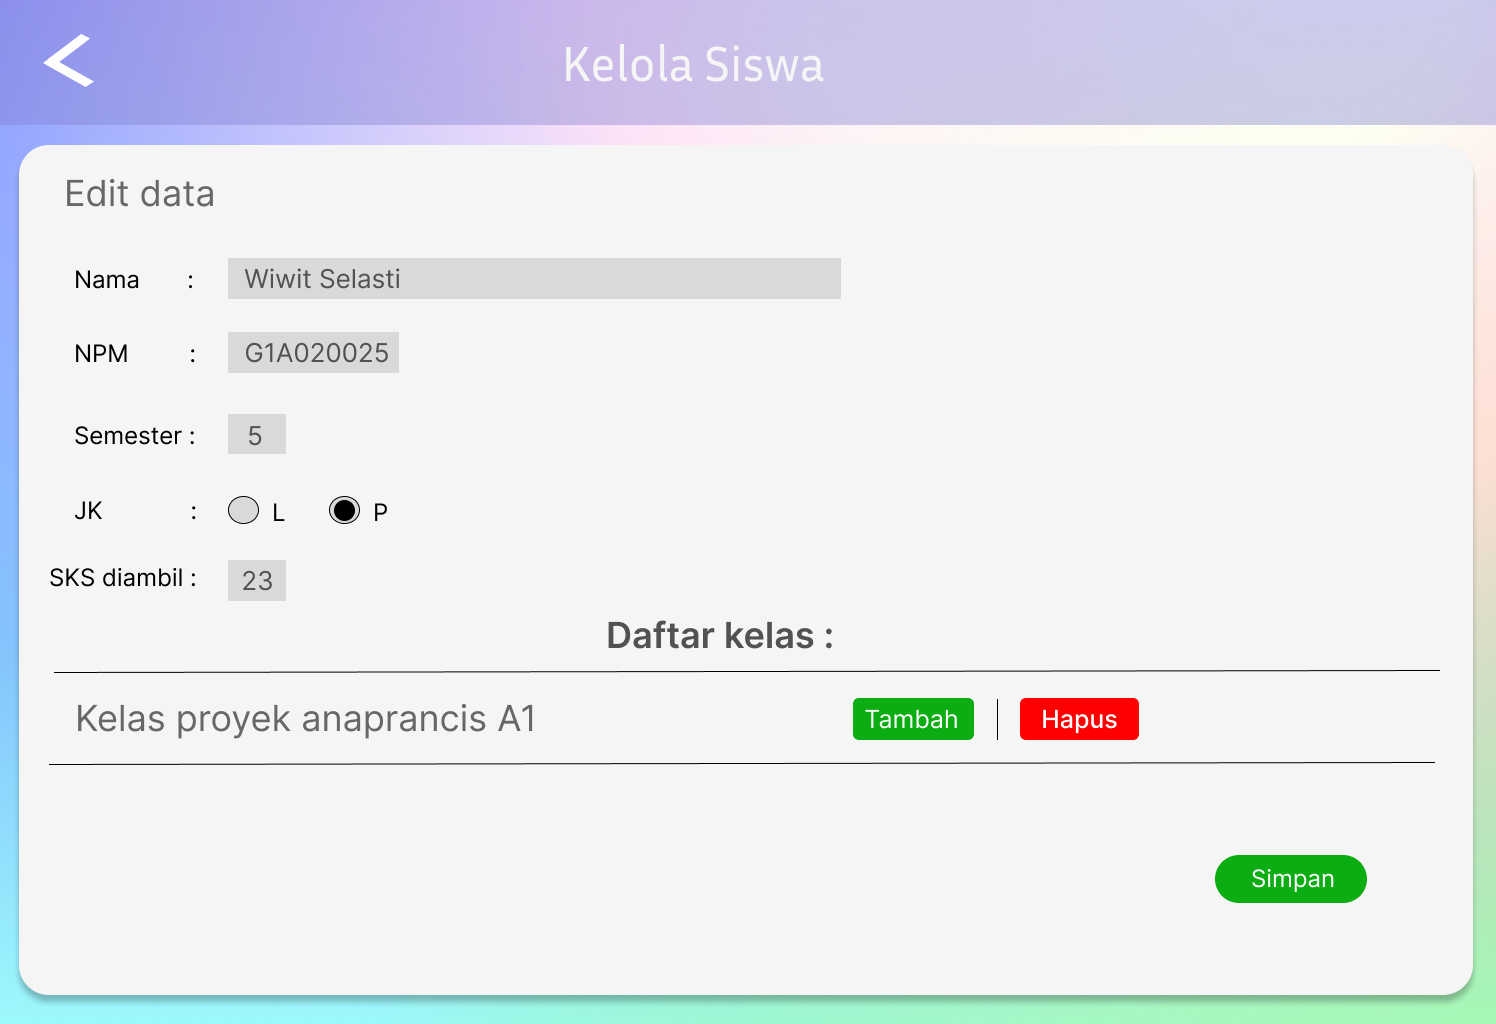 Kelola Siswa
Edit data
Nama : Wiwit Selasti
NPM : G1A020025
Semester : 5
JK : L P
SKS diambil : 23
Daftar kelas :
Kelas proyek anaprancis A1 Tambah Hapus
Simpan